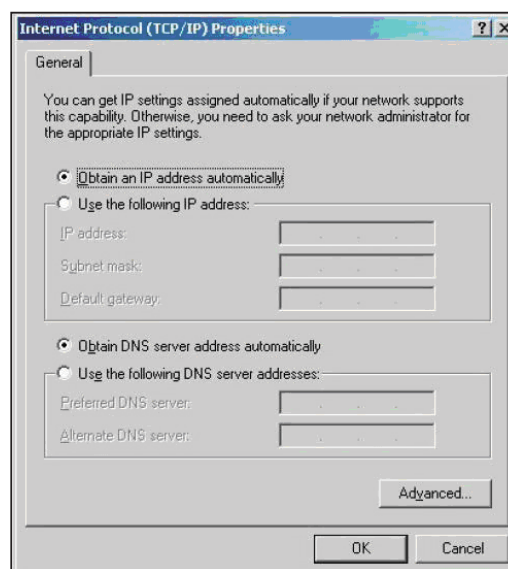 Internet Protocol (TCP/IP) Properties
General
You can get IP settings assigned automatically if your network supports
this capability. Otherwise, you need to ask your network administrator for
the appropriate IP settings.
Obtain an IP address automatically
Use the following IP address:
IP address:
Subnet mask:
Default gateway:
Obtain DNS server address automatically
Use the following DNS server addresses:
Preferred DNS server:
Alternate DNS server:
Advanced...
OK Cancel